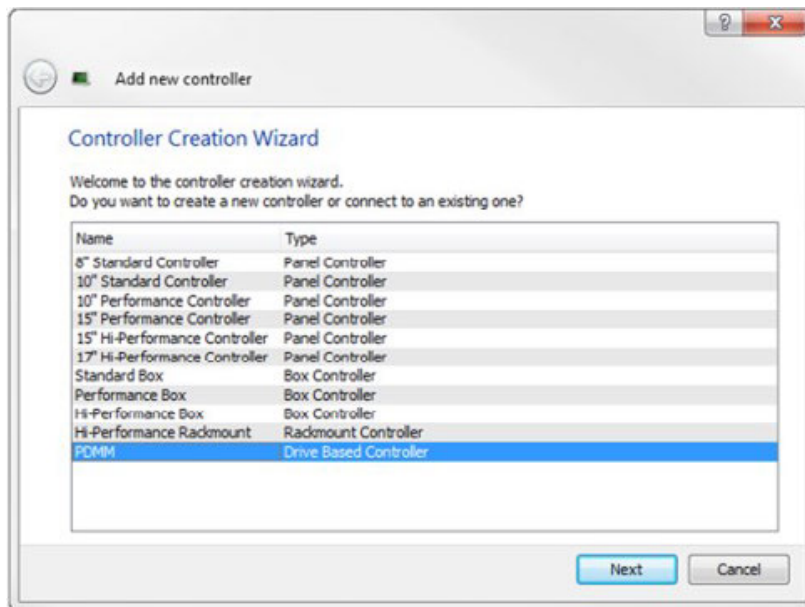 Add new controller
Controller Creation Wizard
Welcome to the controller creation wizard.
Do you want to create a new controller or connect to an existing one?
Name Type
8" Standard Controller Panel Controller
10" Standard Controller Panel Controller
10" Performance Controller Panel Controller
15" Performance Controller Panel Controller
15" Hi-Performance Controller Panel Controller
17" Hi-Performance Controller Panel Controller
Standard Box Box Controller
Performance Box Box Controller
Hi-Performance Box Box Controller
Hi-Performance Rackmount Rackmount Controller
PDMM Drive Based Controller
Next Cancel